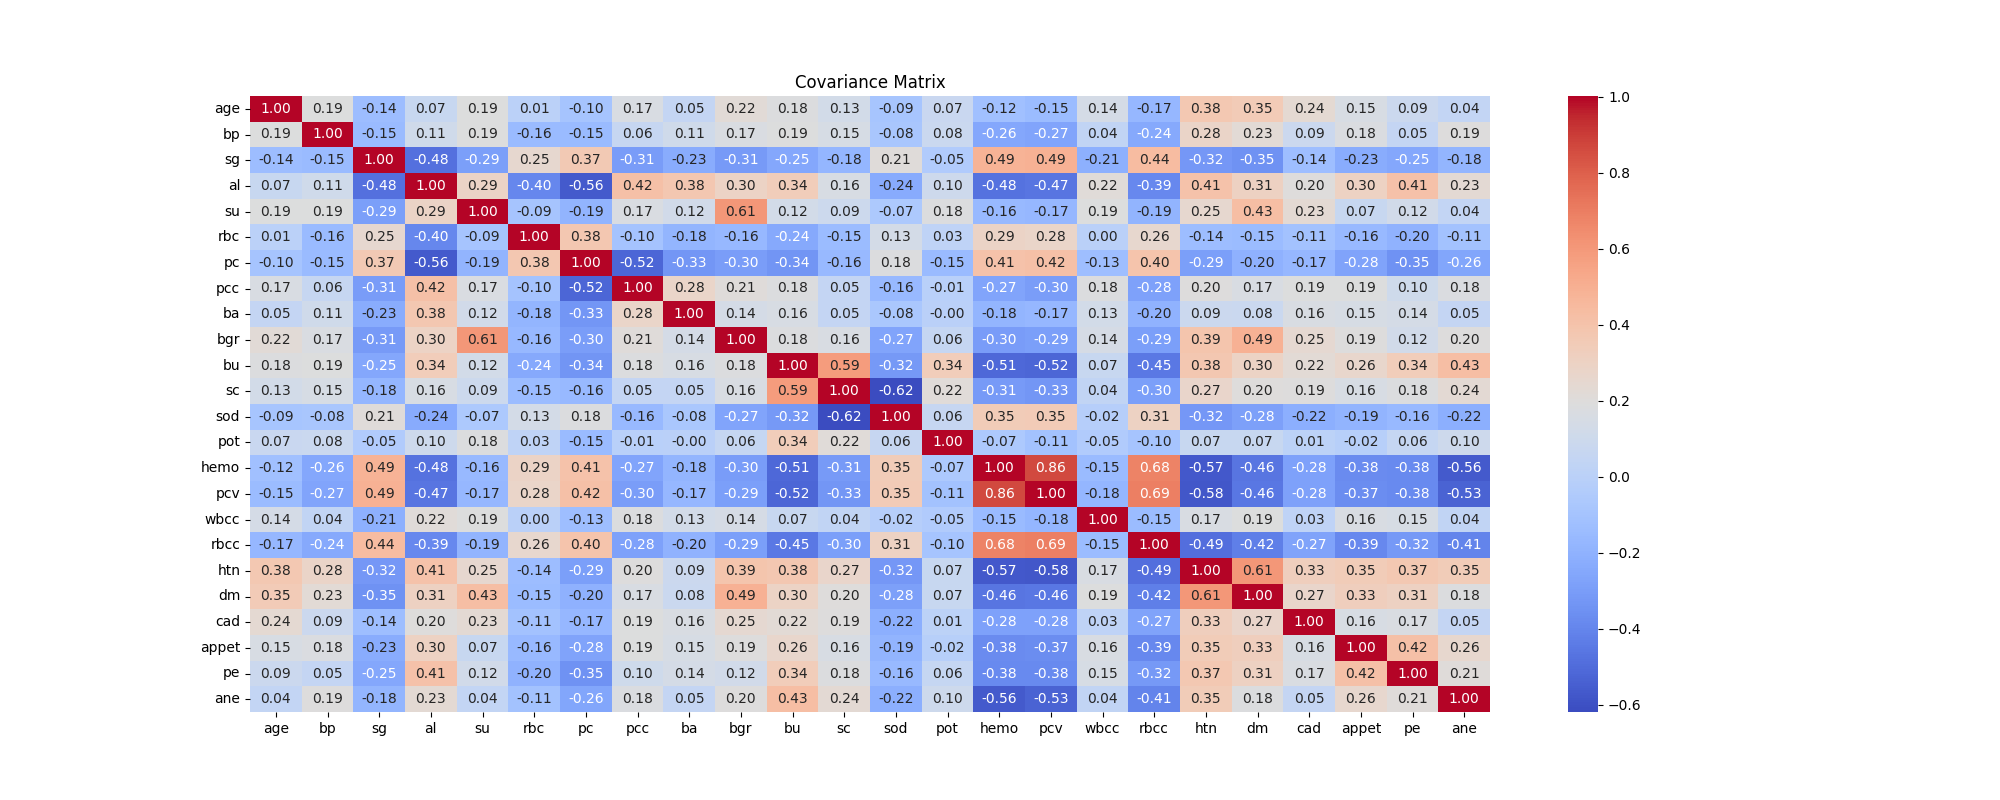 Covariance Matrix
age 1.00 0.19 -0.14 0.07 0.19 0.01 -0.10 0.17 0.05 0.22 0.18 0.13 -0.09 0.07 -0.12 -0.15 0.14 -0.17 0.38 0.35 0.24 0.15 0.09 0.04 1.0
bp 0.19 1.00 -0.15 0.11 0.19 -0.16 -0.15 0.06 0.11 0.17 0.19 0.15 -0.08 0.08 -0.26 -0.27 0.04 -0.24 0.28 0.23 0.09 0.18 0.05 0.19
sg -0.14 -0.15 1.00 -0.48 -0.29 0.25 0.37 -0.31 -0.23 -0.31 -0.25 -0.18 0.21 -0.05 0.49 0.49 -0.21 0.44 -0.32 -0.35 -0.14 -0.23 -0.25 -0.18
al 0.07 0.11 -0.48 1.00 0.29 -0.40 -0.56 0.42 0.38 0.30 0.34 0.16 -0.24 0.10 -0.48 -0.47 0.22 -0.39 0.41 0.31 0.20 0.30 0.41 0.23 0.8
su 0.19 0.19 -0.29 0.29 1.00 -0.09 -0.19 0.17 0.12 0.61 0.12 0.09 -0.07 0.18 -0.16 -0.17 0.19 -0.19 0.25 0.43 0.23 0.07 0.12 0.04
rbc 0.01 -0.16 0.25 -0.40 -0.09 1.00 0.38 -0.10 -0.18 -0.16 -0.24 -0.15 0.13 0.03 0.29 0.28 0.00 0.26 -0.14 -0.15 -0.11 -0.16 -0.20 -0.11 0.6
pc -0.10 -0.15 0.37 -0.56 -0.19 0.38 1.00 -0.52 -0.33 -0.30 -0.34 -0.16 0.18 -0.15 0.41 0.42 -0.13 0.40 -0.29 -0.20 -0.17 -0.28 -0.35 -0.26
pcc 0.17 0.06 -0.31 0.42 0.17 -0.10 -0.52 1.00 0.28 0.21 0.18 0.05 -0.16 -0.01 -0.27 -0.30 0.18 -0.28 0.20 0.17 0.19 0.19 0.10 0.18
ba 0.05 0.11 -0.23 0.38 0.12 -0.18 -0.33 0.28 1.00 0.14 0.16 0.05 -0.08 -0.00 -0.18 -0.17 0.13 -0.20 0.09 0.08 0.16 0.15 0.14 0.05
bgr 0.22 0.17 -0.31 0.30 0.61 -0.16 -0.30 0.21 0.14 1.00 0.18 0.16 -0.27 0.06 -0.30 -0.29 0.14 -0.29 0.39 0.49 0.25 0.19 0.12 0.20 0.4
bu 0.18 0.19 -0.25 0.34 0.12 -0.24 -0.34 0.18 0.16 0.18 1.00 0.59 -0.32 0.34 -0.51 -0.52 0.07 -0.45 0.38 0.30 0.22 0.26 0.34 0.43
sc 0.13 0.15 -0.18 0.16 0.09 -0.15 -0.16 0.05 0.05 0.16 0.59 1.00 -0.62 0.22 -0.31 -0.33 0.04 -0.30 0.27 0.20 0.19 0.16 0.18 0.24 0.2
sod -0.09 -0.08 0.21 -0.24 -0.07 0.13 0.18 -0.16 -0.08 -0.27 -0.32 -0.62 1.00 0.06 0.35 0.35 -0.02 0.31 -0.32 -0.28 -0.22 -0.19 -0.16 -0.22
pot 0.07 0.08 -0.05 0.10 0.18 0.03 -0.15 -0.01 -0.00 0.06 0.34 0.22 0.06 1.00 -0.07 -0.11 -0.05 -0.10 0.07 0.07 0.01 -0.02 0.06 0.10
hemo -0.12 -0.26 0.49 -0.48 -0.16 0.29 0.41 -0.27 -0.18 -0.30 -0.51 -0.31 0.35 -0.07 1.00 0.86 -0.15 0.68 -0.57 -0.46 -0.28 -0.38 -0.38 -0.56 0.0
pcv -0.15 -0.27 0.49 -0.47 -0.17 0.28 0.42 -0.30 -0.17 -0.29 -0.52 -0.33 0.35 -0.11 0.86 1.00 -0.18 0.69 -0.58 -0.46 -0.28 -0.37 -0.38 -0.53
wbcc 0.14 0.04 -0.21 0.22 0.19 0.00 -0.13 0.18 0.13 0.14 0.07 0.04 -0.02 -0.05 -0.15 -0.18 1.00 -0.15 0.17 0.19 0.03 0.16 0.15 0.04
rbcc -0.17 -0.24 0.44 -0.39 -0.19 0.26 0.40 -0.28 -0.20 -0.29 -0.45 -0.30 0.31 -0.10 0.68 0.69 -0.15 1.00 -0.49 -0.42 -0.27 -0.39 -0.32 -0.41 −0.2
htn 0.38 0.28 -0.32 0.41 0.25 -0.14 -0.29 0.20 0.09 0.39 0.38 0.27 -0.32 0.07 -0.57 -0.58 0.17 -0.49 1.00 0.61 0.33 0.35 0.37 0.35
dm 0.35 0.23 -0.35 0.31 0.43 -0.15 -0.20 0.17 0.08 0.49 0.30 0.20 -0.28 0.07 -0.46 -0.46 0.19 -0.42 0.61 1.00 0.27 0.33 0.31 0.18
cad 0.24 0.09 -0.14 0.20 0.23 -0.11 -0.17 0.19 0.16 0.25 0.22 0.19 -0.22 0.01 -0.28 -0.28 0.03 -0.27 0.33 0.27 1.00 0.16 0.17 0.05 −0.4
appet 0.15 0.18 -0.23 0.30 0.07 -0.16 -0.28 0.19 0.15 0.19 0.26 0.16 -0.19 -0.02 -0.38 -0.37 0.16 -0.39 0.35 0.33 0.16 1.00 0.42 0.26
pe 0.09 0.05 -0.25 0.41 0.12 -0.20 -0.35 0.10 0.14 0.12 0.34 0.18 -0.16 0.06 -0.38 -0.38 0.15 -0.32 0.37 0.31 0.17 0.42 1.00 0.21
ane 0.04 0.19 -0.18 0.23 0.04 -0.11 -0.26 0.18 0.05 0.20 0.43 0.24 -0.22 0.10 -0.56 -0.53 0.04 -0.41 0.35 0.18 0.05 0.26 0.21 1.00 −0.6
age bp sg al su rbc pc pcc ba bgr bu sc sod pot hemo pcv wbcc rbcc htn dm cad appet pe ane